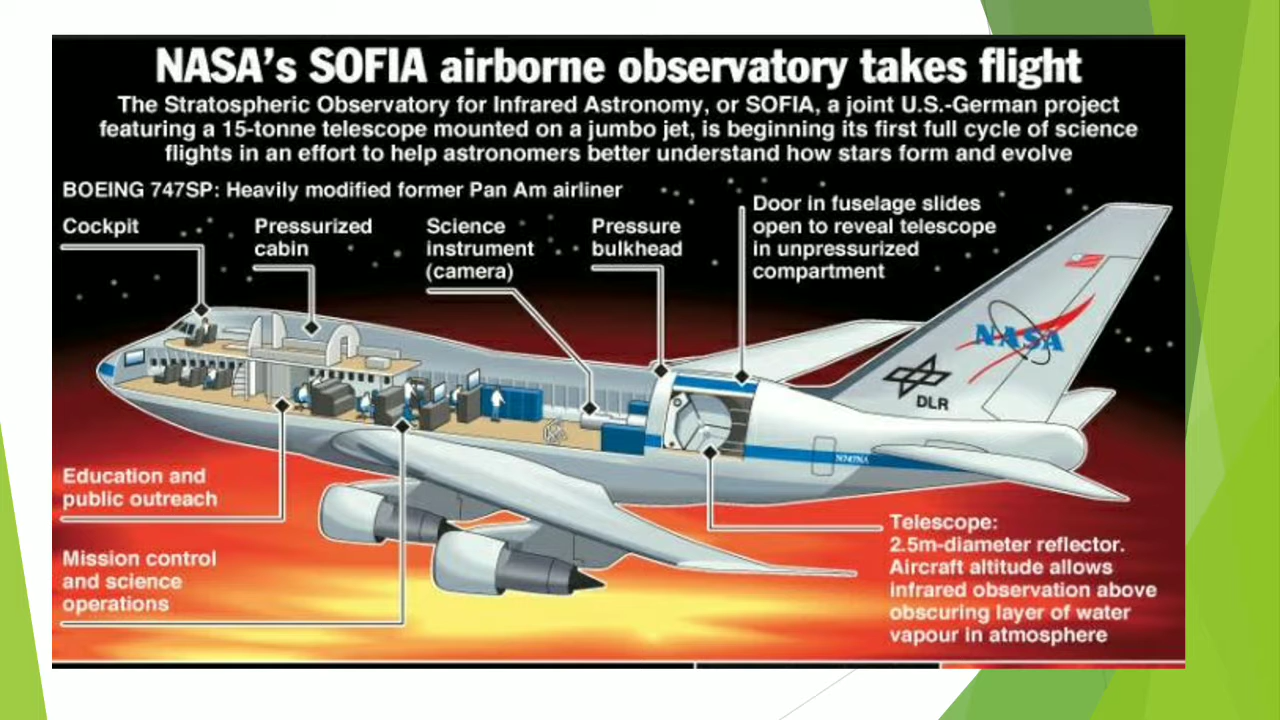 NASA's SOFIA airborne observatory takes flight
The Stratospheric Observatory for Infrared Astronomy, or SOFIA, a joint U.S.-German project
featuring a 15-tonne telescope mounted on a jumbo jet, is beginning its first full cycle of science
flights in an effort to help astronomers better understand how stars form and evolve
BOEING 747SP: Heavily modified former Pan Am airliner
Cockpit
Pressurized
cabin
Science
instrument
(camera)
Pressure
bulkhead
Door in fuselage slides
open to reveal telescope
in unpressurized
compartment
NASA
DLR
Education and
public outreach
Mission control
and science
operations
Telescope:
2.5m-diameter reflector.
Aircraft altitude allows
infrared observation above
obscuring layer of water
vapour in atmosphere